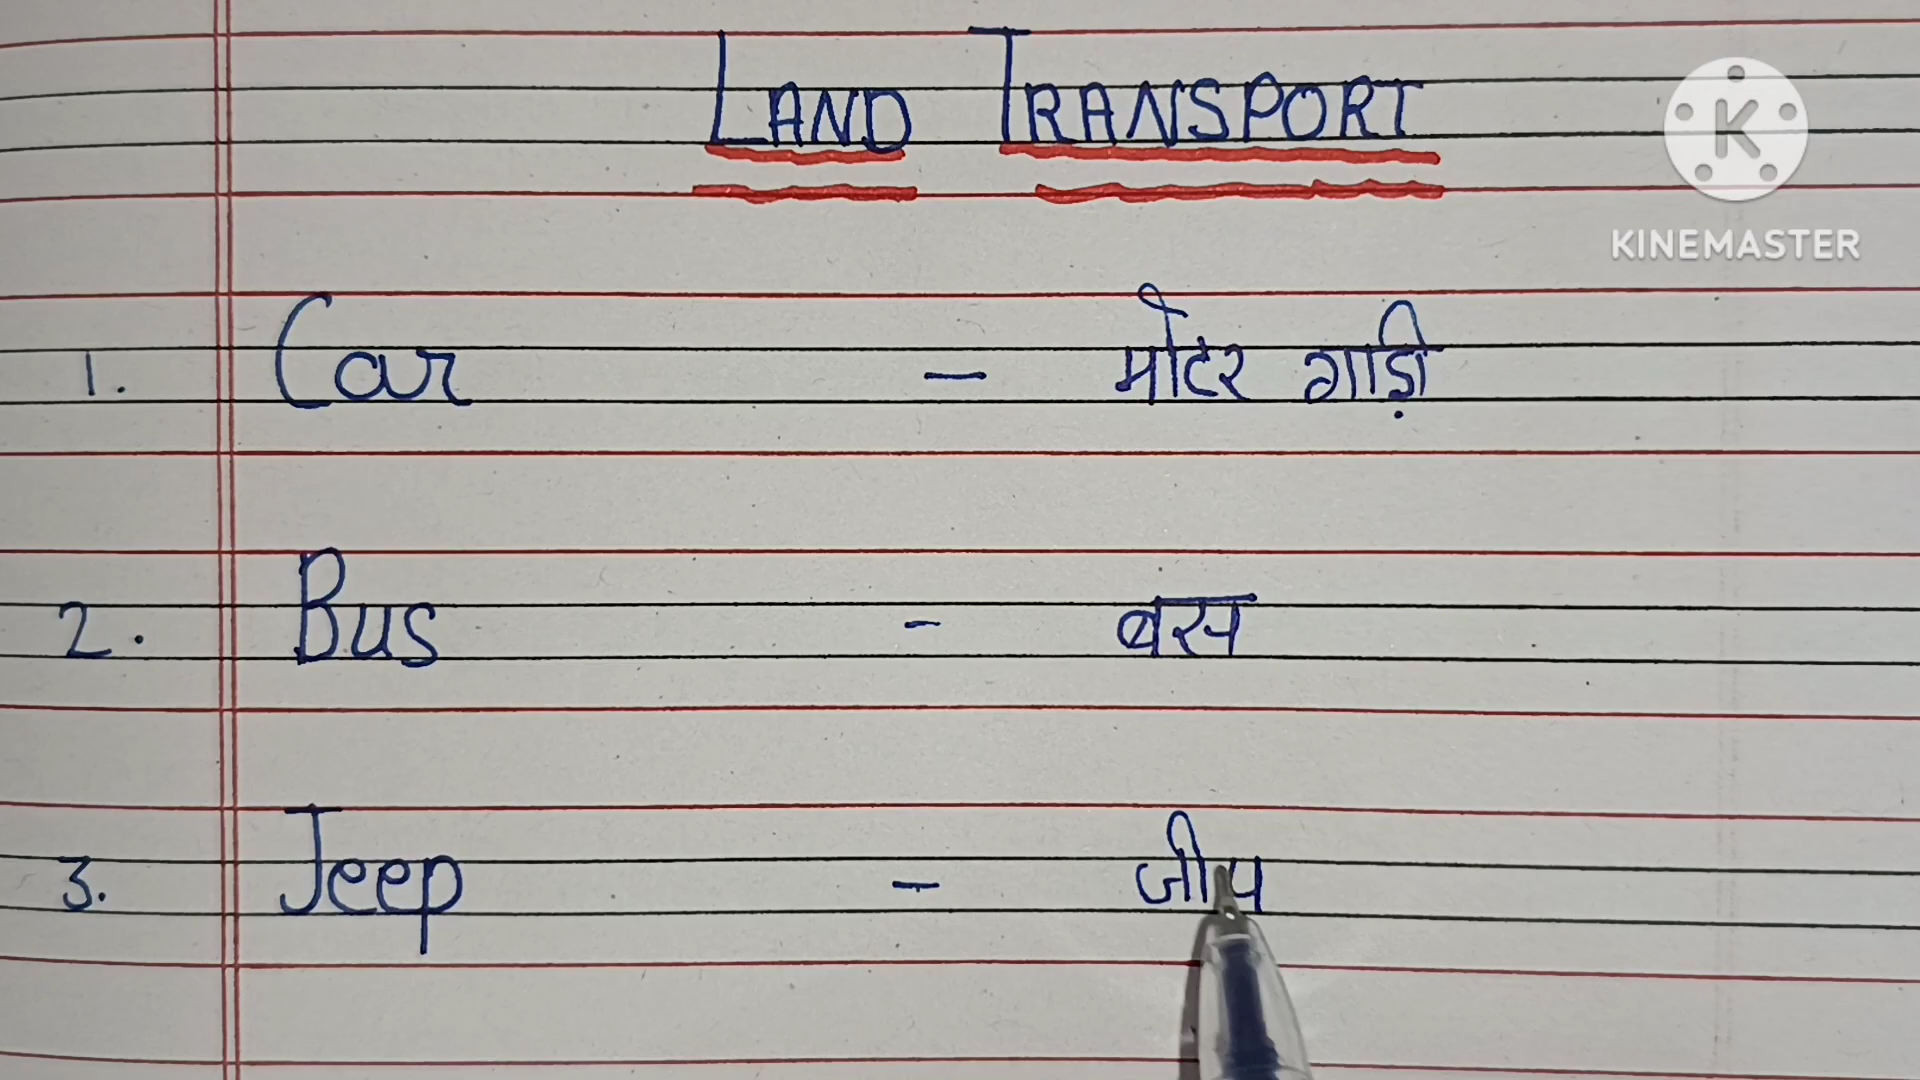 LAND TRANSPORT
KINEMASTER
1. Car - मोटर गाड़ी
2. Bus - बस
3. Jeep - जीप